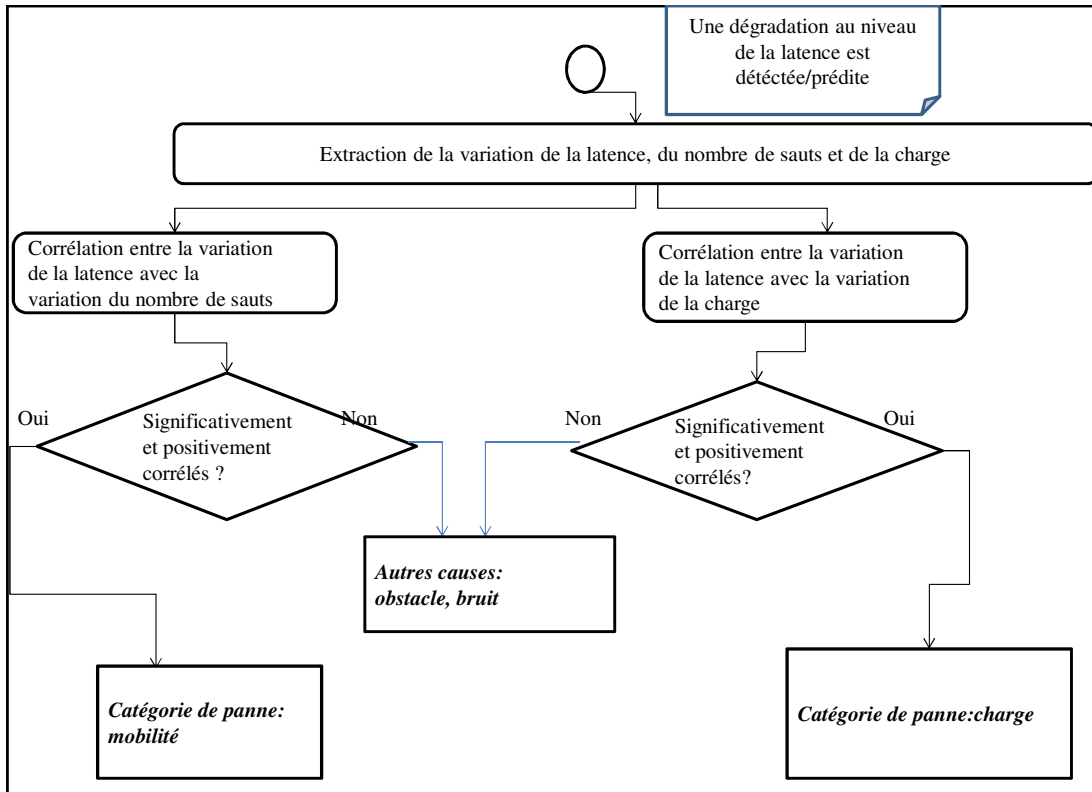 Une dégradation au niveau
de la latence est
détéctée/prédite
Extraction de la variation de la latence, du nombre de sauts et de la charge
Corrélation entre la variation
de la latence avec la
variation du nombre de sauts
Corrélation entre la variation
de la latence avec la variation
de la charge
Oui
Significativement
et positivement
corrélés ?
Non
Non
Significativement
et positivement
corrélés?
Oui
Autres causes:
obstacle, bruit
Catégorie de panne:
mobilité
Catégorie de panne:charge